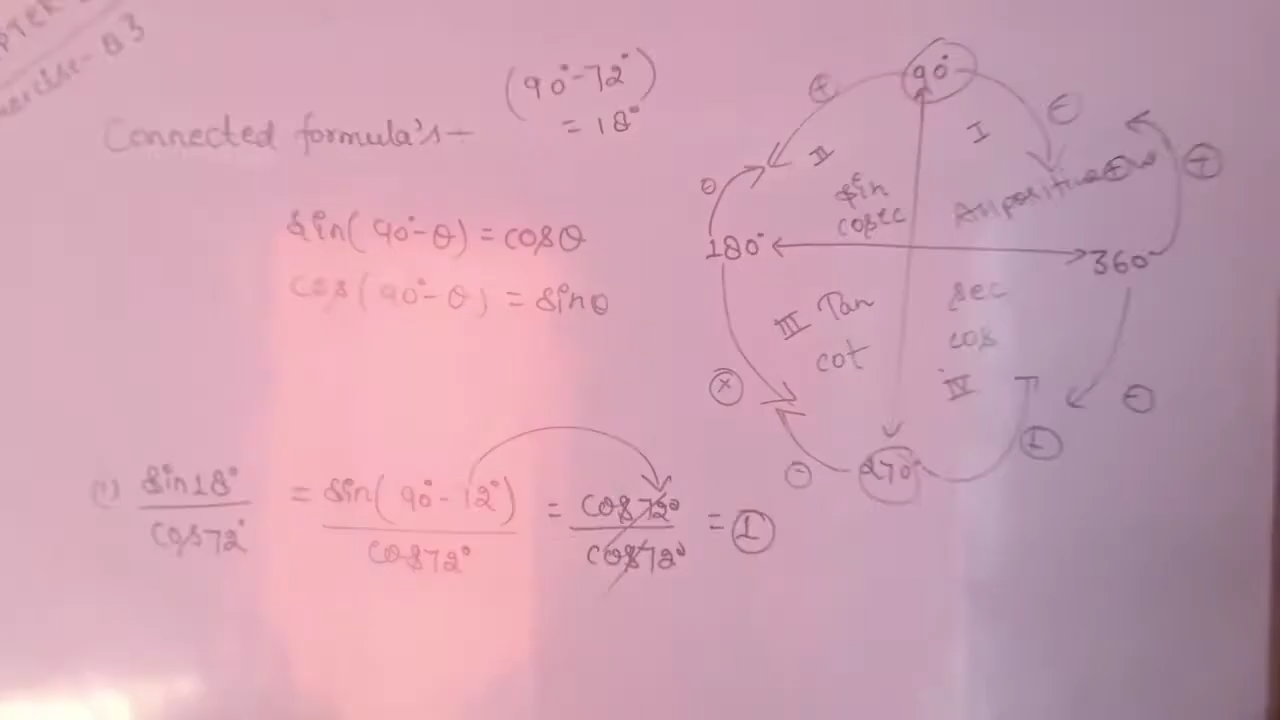 8.3
(90°-72°)
= 18°
Connected formula's -
sin(90°-θ) = cosθ
cos(90°-θ) = sinθ
90°
+
-
II
I
+
sin
cosec
All positive
180°
360°
III Tan
cot
sec
cos
IV
+
-
-
270°
+
(i) sin18° / cos72° = sin(90°-72°) / cos72° = cos72° / cos72° = 1